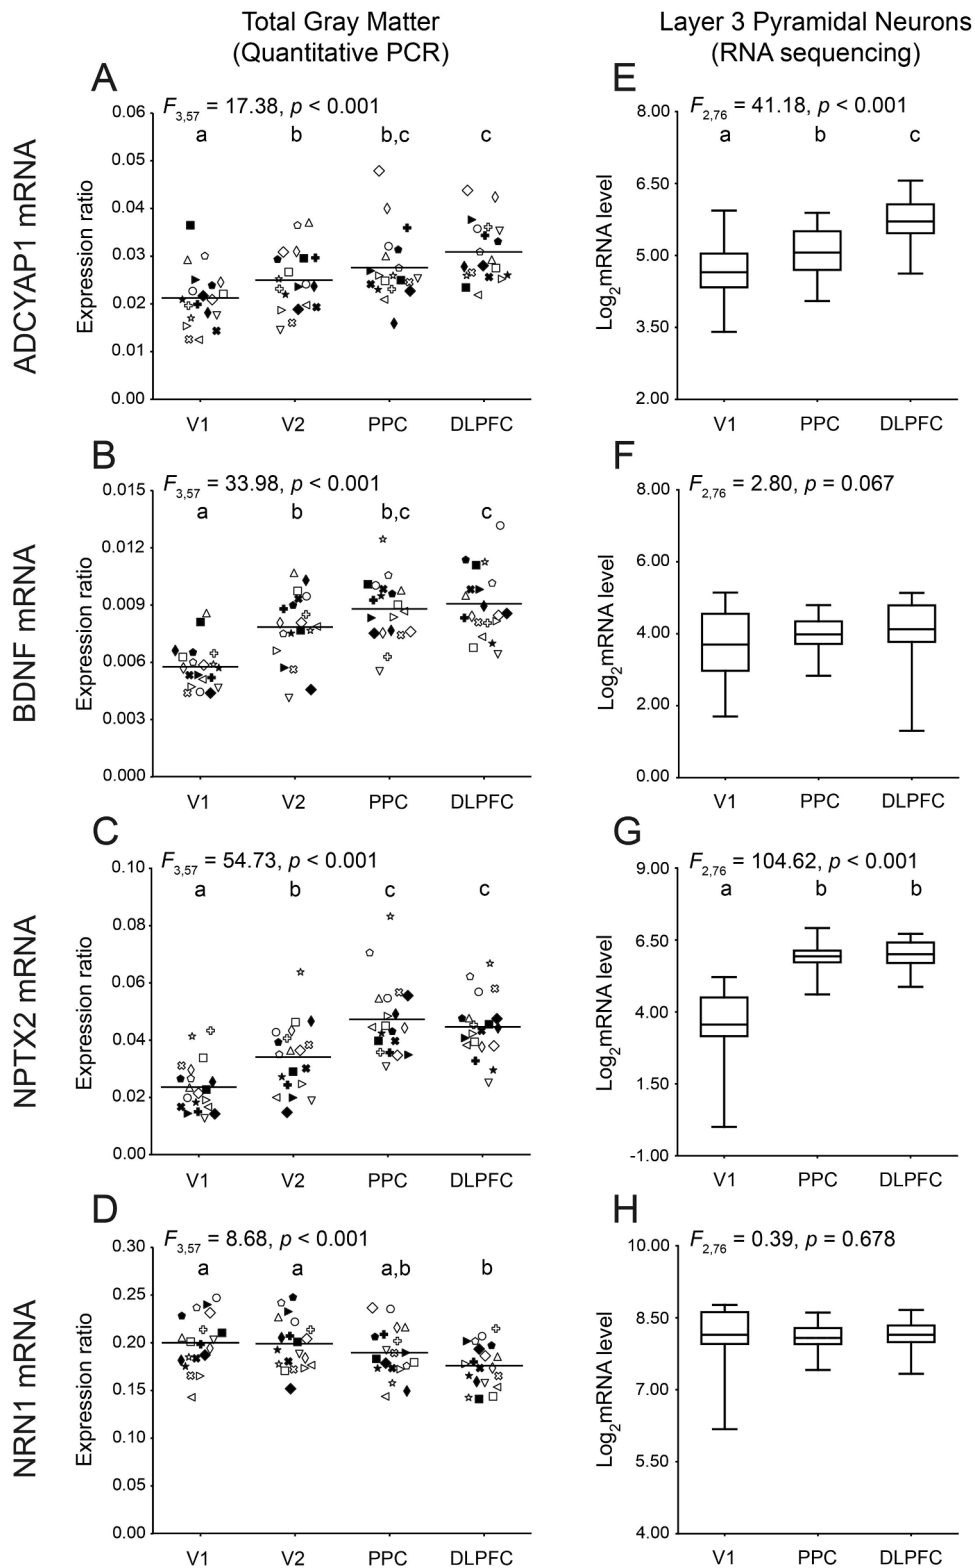 Total Gray Matter
(Quantitative PCR)
Layer 3 Pyramidal Neurons
(RNA sequencing)
ADCYAP1 mRNA
A
F3,57 = 17.38, p < 0.001
a b b,c c
Expression ratio
0.06
0.05
0.04
0.03
0.02
0.01
0.00
V1 V2 PPC DLPFC
E
F2,76 = 41.18, p < 0.001
a b c
Log2mRNA level
8.00
6.50
5.00
3.50
2.00
V1 PPC DLPFC
BDNF mRNA
B
F3,57 = 33.98, p < 0.001
a b b,c c
Expression ratio
0.015
0.012
0.009
0.006
0.003
0.000
V1 V2 PPC DLPFC
F
F2,76 = 2.80, p = 0.067
Log2mRNA level
8.00
6.00
4.00
2.00
0.00
V1 PPC DLPFC
NPTX2 mRNA
C
F3,57 = 54.73, p < 0.001
a b c c
Expression ratio
0.10
0.08
0.06
0.04
0.02
0.00
V1 V2 PPC DLPFC
G
F2,76 = 104.62, p < 0.001
a b b
Log2mRNA level
9.00
6.50
4.00
1.50
-1.00
V1 PPC DLPFC
NRN1 mRNA
D
F3,57 = 8.68, p < 0.001
a a a,b b
Expression ratio
0.30
0.25
0.20
0.15
0.10
0.05
0.00
V1 V2 PPC DLPFC
H
F2,76 = 0.39, p = 0.678
Log2mRNA level
10.00
8.50
7.00
5.50
4.00
V1 PPC DLPFC